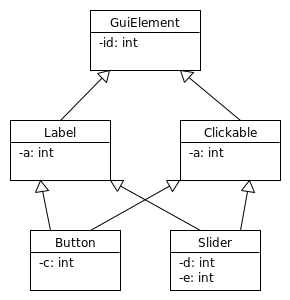 GuiElement
-id: int
Label
-a: int
Clickable
-a: int
Button
-c: int
Slider
-d: int
-e: int